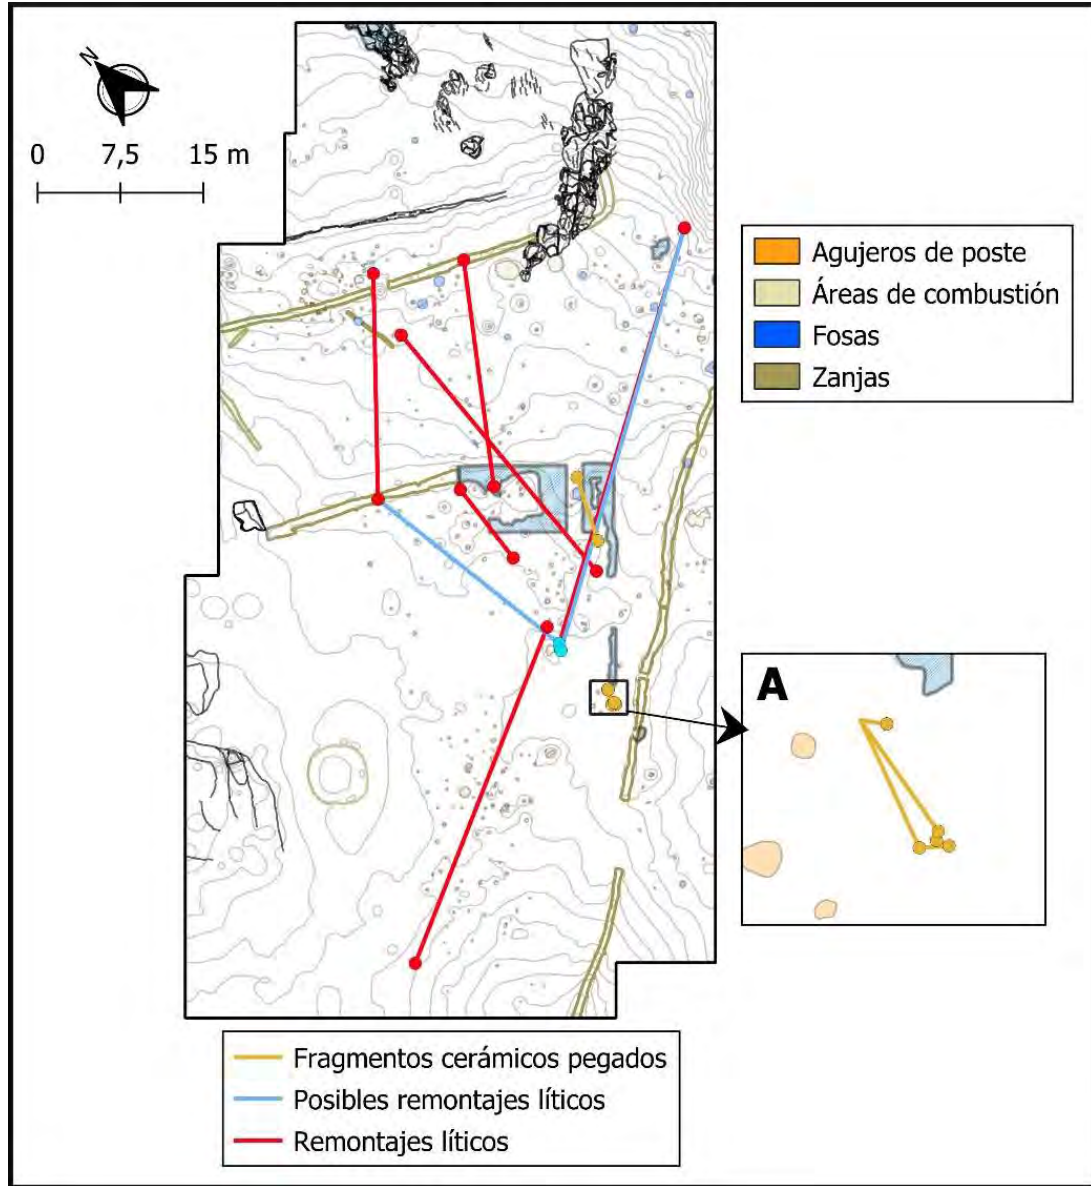 N
0 7,5 15 m
Agujeros de poste
Áreas de combustión
Fosas
Zanjas
A
Fragmentos cerámicos pegados
Posibles remontajes líticos
Remontajes líticos